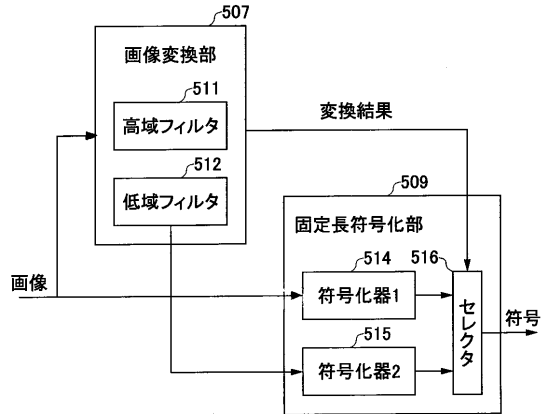 507
画像変換部
511
高域フィルタ
変換結果
512
低域フィルタ
509
固定長符号化部
514
516
画像
符号化器1
セレクタ
符号
515
符号化器2